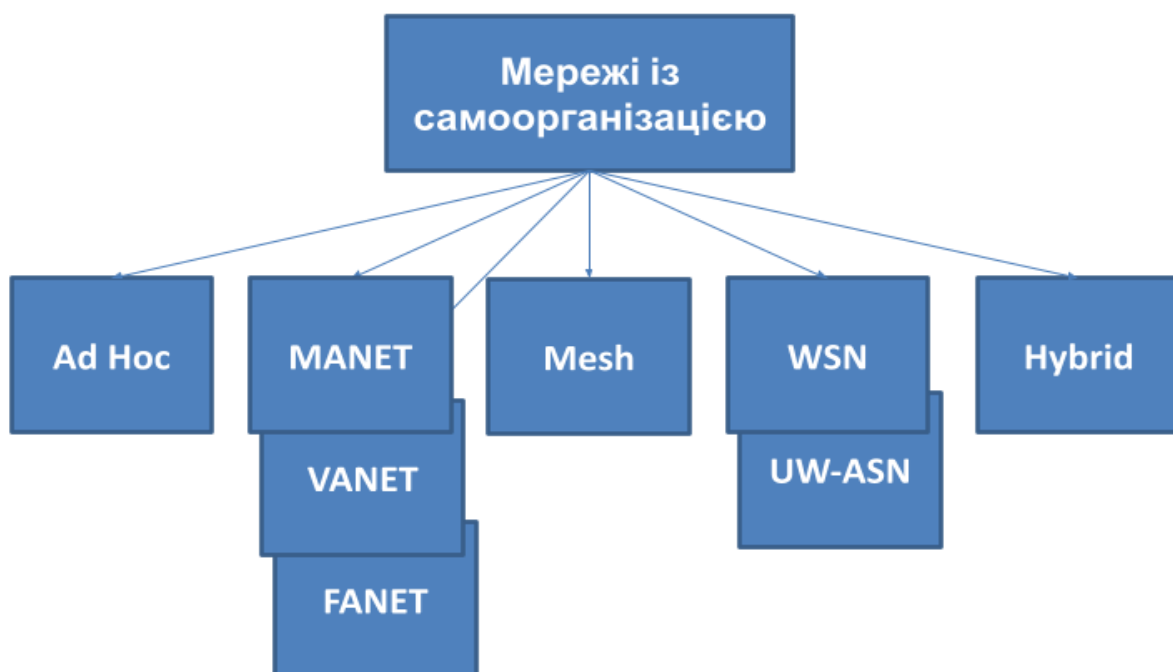 Мережі із
самоорганізацією
Ad Hoc
MANET
Mesh
WSN
Hybrid
VANET
UW-ASN
FANET